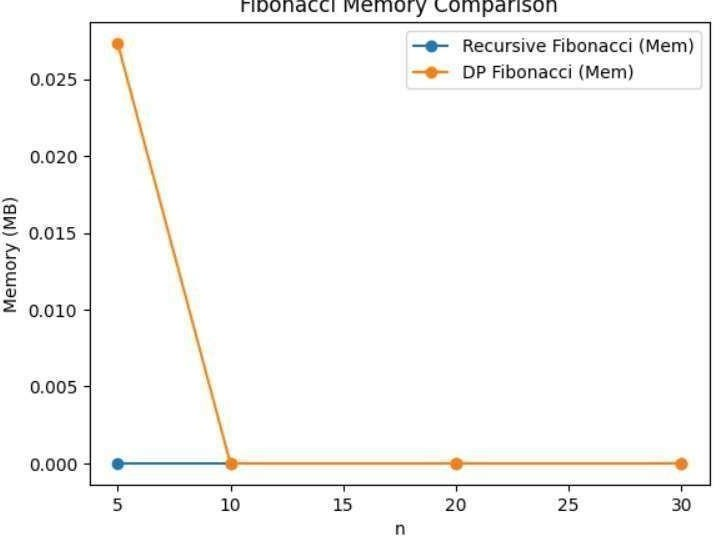 Fibonacci Memory Comparison
Recursive Fibonacci (Mem)
DP Fibonacci (Mem)
Memory (MB)
0.025
0.020
0.015
0.010
0.005
0.000
5 10 15 20 25 30
n